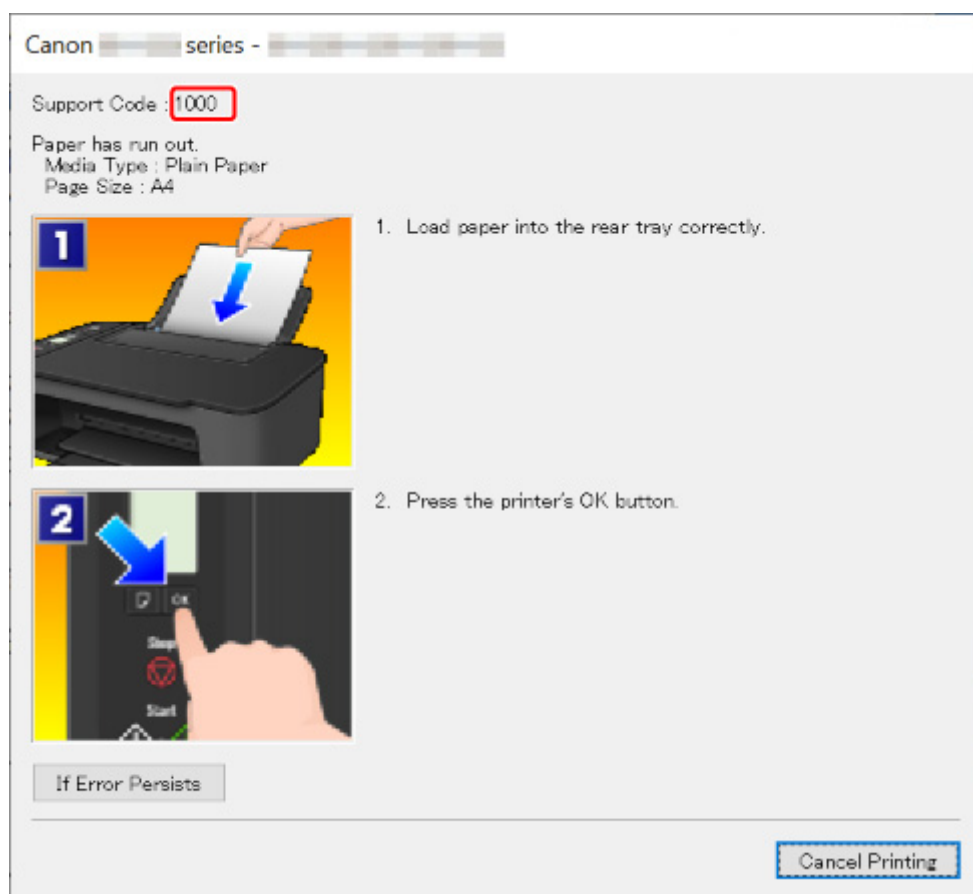 Canon series -
Support Code : 1000
Paper has run out.
Media Type : Plain Paper
Page Size : A4
1
1. Load paper into the rear tray correctly.
2
2. Press the printer's OK button.
OK
Stop
Start
If Error Persists
Cancel Printing